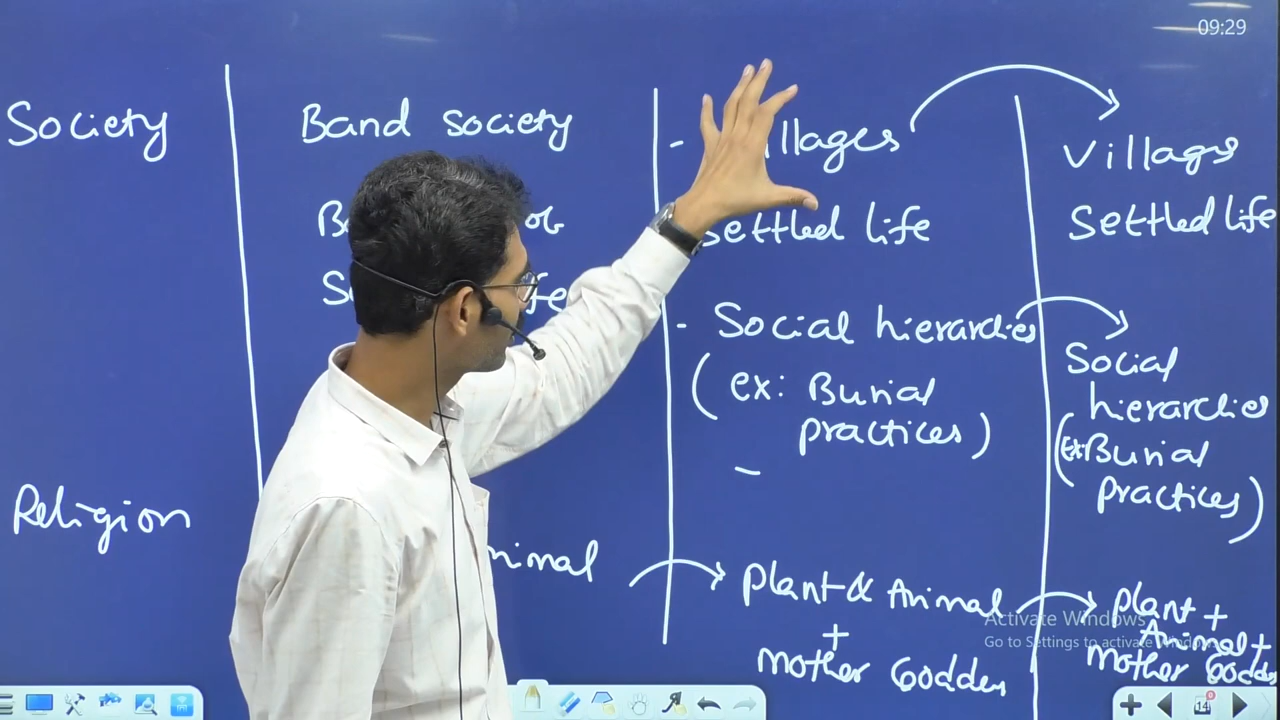 09:29
Society
Band society
illages
Villages
Settled life
Settled life
- Social hierarchies
(ex: Burial
practices)
-
Social
hierarchies
(Ex: Burial
practices)
Religion
nimal
Plant & Animal
+
Mother Goddess
Plant +
Animal +
Mother Goddess
Activate Windows
Go to Settings to activate Windows.
14